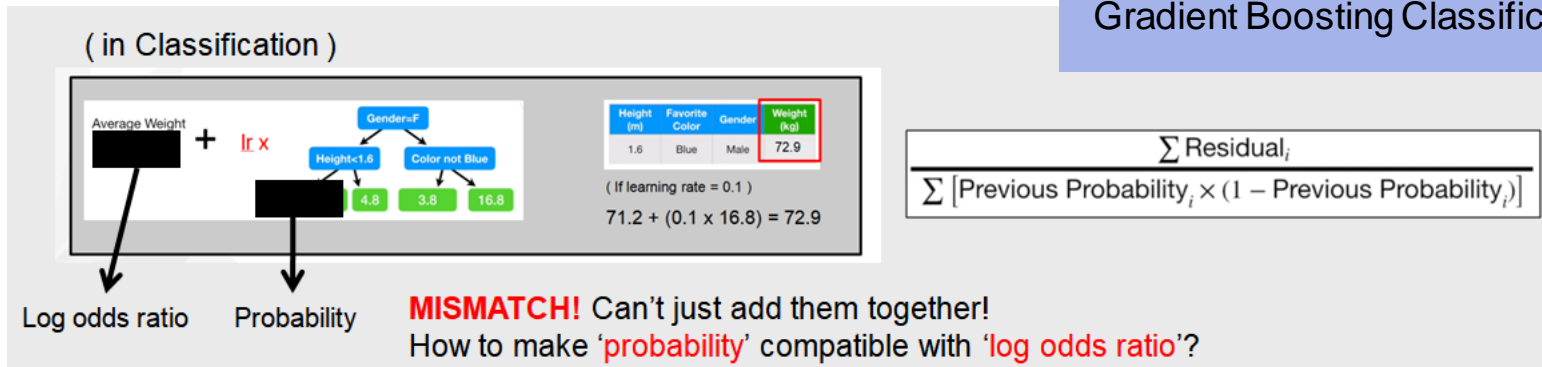 Gradient Boosting Classific
( in Classification )
Average Weight
+ lr x
Gender=F
Height<1.6 Color not Blue
4.8 3.8 16.8
Height (m) Favorite Color Gender Weight (kg)
1.6 Blue Male 72.9
( If learning rate = 0.1 )
71.2 + (0.1 x 16.8) = 72.9
∑ Residualᵢ
∑ [Previous Probabilityᵢ × (1 − Previous Probabilityᵢ)]
Log odds ratio Probability
MISMATCH! Can't just add them together!
How to make 'probability' compatible with 'log odds ratio'?